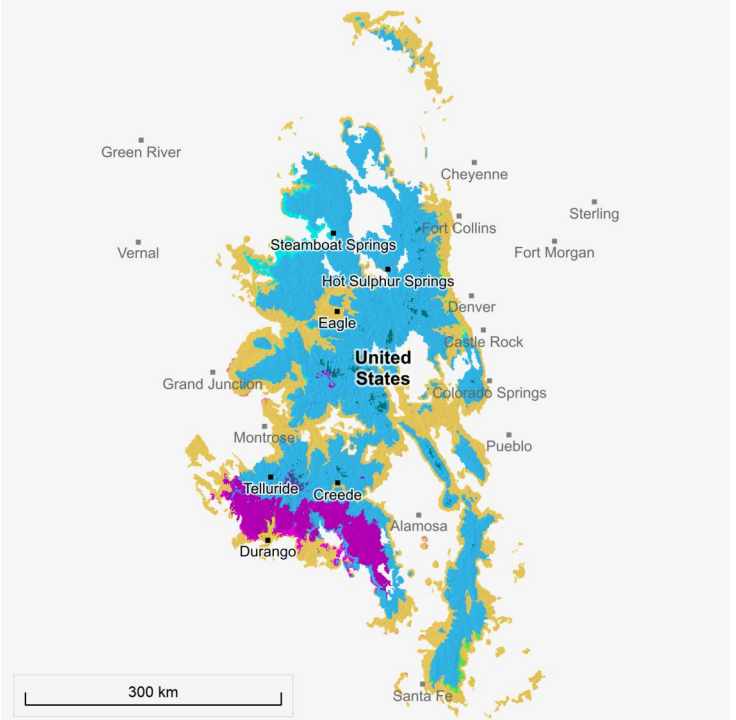 Green River
Cheyenne
Sterling
Fort Collins
Steamboat Springs
Vernal
Fort Morgan
Hot Sulphur Springs
Denver
Eagle
Castle Rock
United
States
Grand Junction
Colorado Springs
Montrose
Pueblo
Telluride
Creede
Alamosa
Durango
300 km
Santa Fe